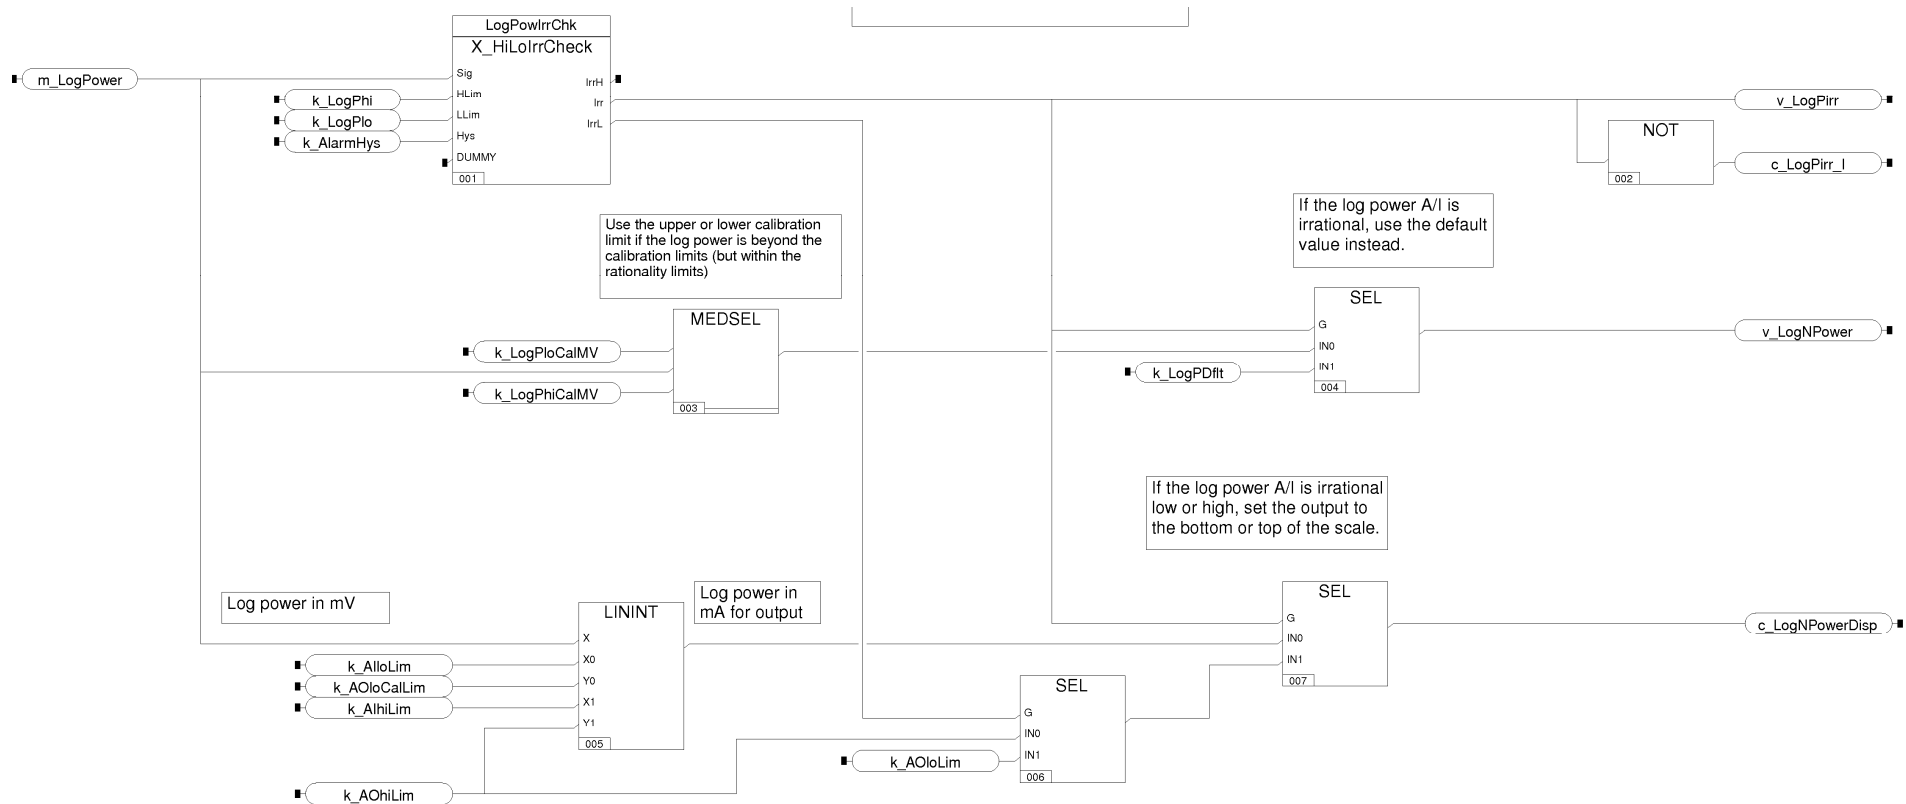 LogPowIrrChk
X_HiLoIrrCheck
m_LogPower
Sig
HLim
LLim
Hys
DUMMY
001
IrrH
Irr
IrrL
k_LogPhi
k_LogPlo
k_AlarmHys
v_LogPirr
NOT
002
c_LogPirr_I
Use the upper or lower calibration
limit if the log power is beyond the
calibration limits (but within the
rationality limits)
If the log power A/I is
irrational, use the default
value instead.
MEDSEL
003
k_LogPloCalMV
k_LogPhiCalMV
SEL
G
IN0
IN1
004
k_LogPDflt
v_LogNPower
If the log power A/I is irrational
low or high, set the output to
the bottom or top of the scale.
Log power in mV
LININT
X
X0
Y0
X1
Y1
005
Log power in
mA for output
k_AIloLim
k_AOloCalLim
k_AIhiLim
k_AOhiLim
SEL
G
IN0
IN1
006
k_AOloLim
SEL
G
IN0
IN1
007
c_LogNPowerDisp